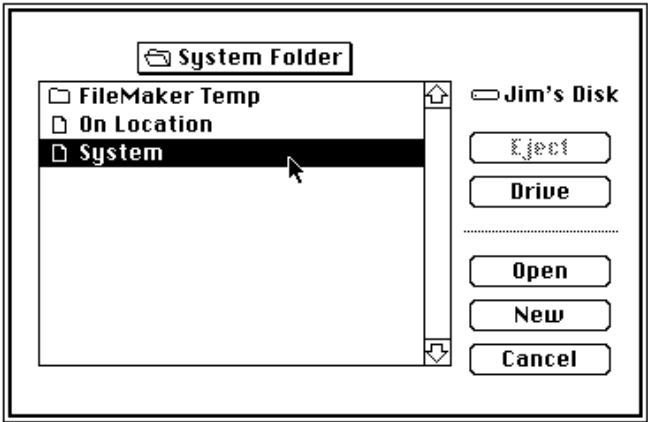 System Folder
FileMaker Temp
On Location
System
Jim's Disk
Eject
Drive
Open
New
Cancel